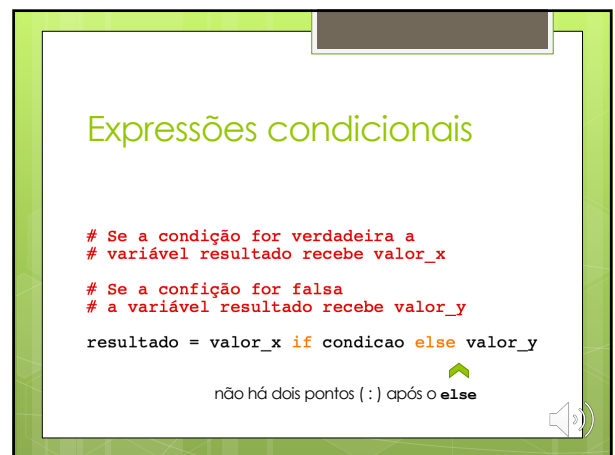 Expressões condicionais
# Se a condição for verdadeira a
# variável resultado recebe valor_x
# Se a confição for falsa
# a variável resultado recebe valor_y
resultado = valor_x if condicao else valor_y
não há dois pontos ( : ) após o else